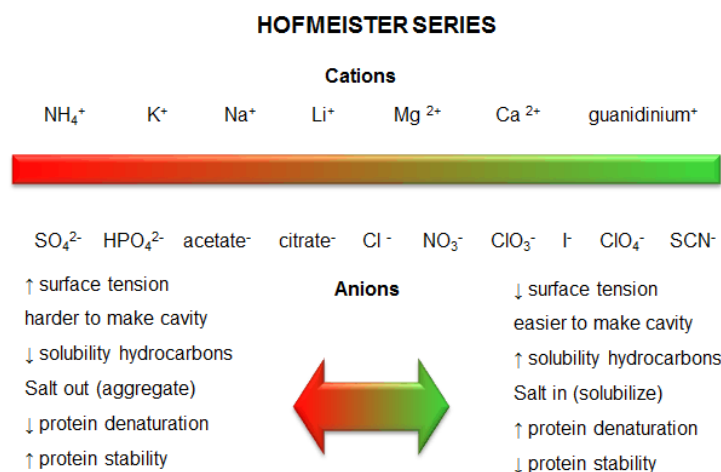 HOFMEISTER SERIES
Cations
NH₄⁺ K⁺ Na⁺ Li⁺ Mg ²⁺ Ca ²⁺ guanidinium⁺
SO₄²⁻ HPO₄²⁻ acetate⁻ citrate⁻ Cl ⁻ NO₃⁻ ClO₃⁻ I⁻ ClO₄⁻ SCN⁻
Anions
↑ surface tension
harder to make cavity
↓ solubility hydrocarbons
Salt out (aggregate)
↓ protein denaturation
↑ protein stability
↓ surface tension
easier to make cavity
↑ solubility hydrocarbons
Salt in (solubilize)
↑ protein denaturation
↓ protein stability